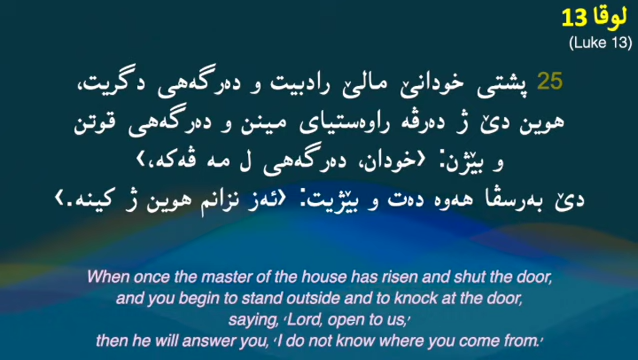 لوقا 13
(Luke 13)
25 پشتی خودانێ مالێ رادبیت و دەرگەهی دگریت،
هوین دێ ژ دەرڤە راوەستیای مینن و دەرگەهی قوتن
و بێژن: ‹خودان، دەرگەهی ل مە ڤەکە،›
دێ بەرسڤا هەوە دەت و بێژیت: ‹ئەز نزانم هوین ژ کینە.›
When once the master of the house has risen and shut the door,
and you begin to stand outside and to knock at the door,
saying, ‘Lord, open to us,’
then he will answer you, ‘I do not know where you come from.’